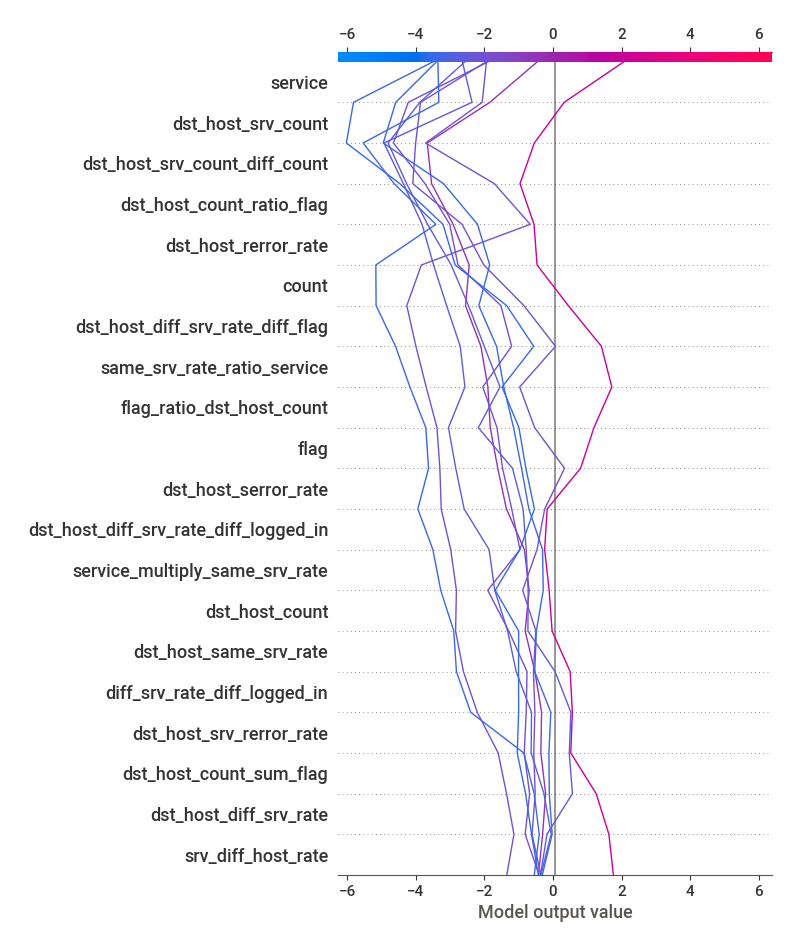 −6 −4 −2 0 2 4 6
service
dst_host_srv_count
dst_host_srv_count_diff_count
dst_host_count_ratio_flag
dst_host_rerror_rate
count
dst_host_diff_srv_rate_diff_flag
same_srv_rate_ratio_service
flag_ratio_dst_host_count
flag
dst_host_serror_rate
dst_host_diff_srv_rate_diff_logged_in
service_multiply_same_srv_rate
dst_host_count
dst_host_same_srv_rate
diff_srv_rate_diff_logged_in
dst_host_srv_rerror_rate
dst_host_count_sum_flag
dst_host_diff_srv_rate
srv_diff_host_rate
−6 −4 −2 0 2 4 6
Model output value